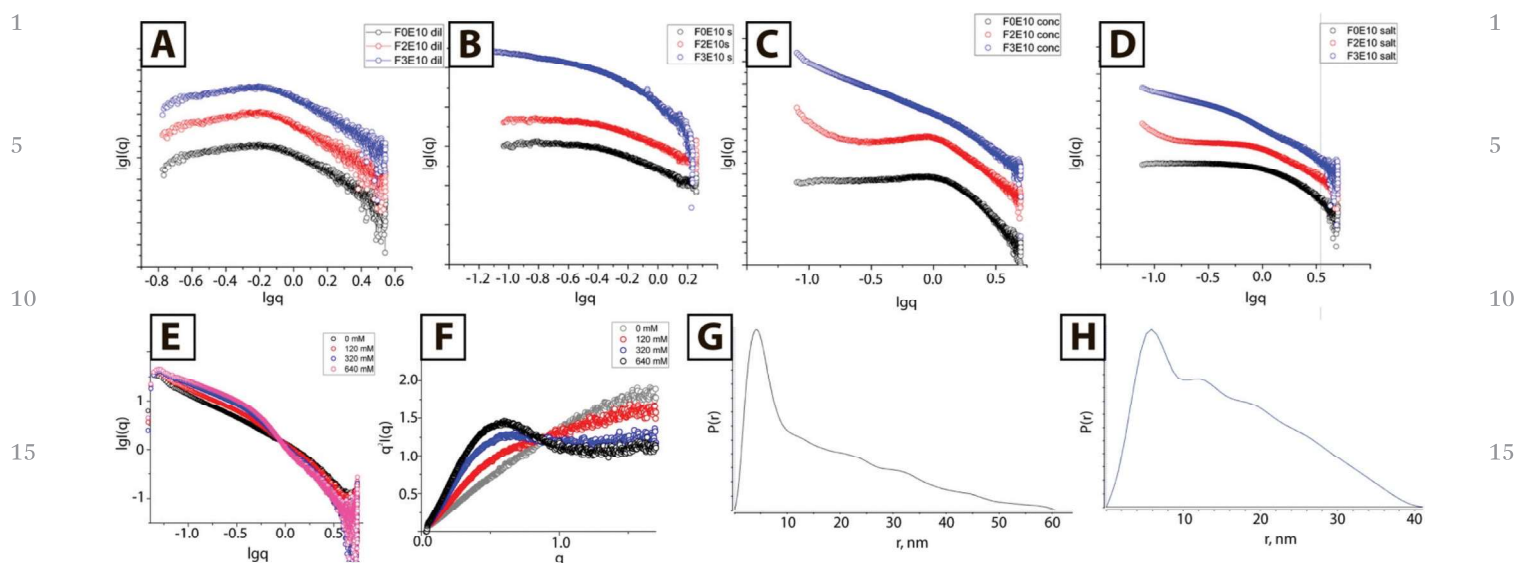 1
5
10
15
A
F0E10 dil
F2E10 dil
F3E10 dil
lgI(q)
-0.8 -0.6 -0.4 -0.2 0.0 0.2 0.4 0.6
lgq
B
F0E10 s
F2E10s
F3E10 s
lgI(q)
-1.2 -1.0 -0.8 -0.6 -0.4 -0.2 0.0 0.2
lgq
C
F0E10 conc
F2E10 conc
F3E10 conc
lgI(q)
-1.0 -0.5 0.0 0.5
lgq
D
F0E10 salt
F2E10 salt
F3E10 salt
lgI(q)
-1.0 -0.5 0.0 0.5
lgq
E
0 mM
120 mM
320 mM
640 mM
lgI(q)
1
0
-1
-1.0 -0.5 0.0 0.5
lgq
F
0 mM
120 mM
320 mM
640 mM
q²I(q)
2.0
1.5
1.0
0.5
0.0 1.0
q
G
P(r)
10 20 30 40 50 60
r, nm
H
P(r)
10 20 30 40
r, nm
1
5
10
15